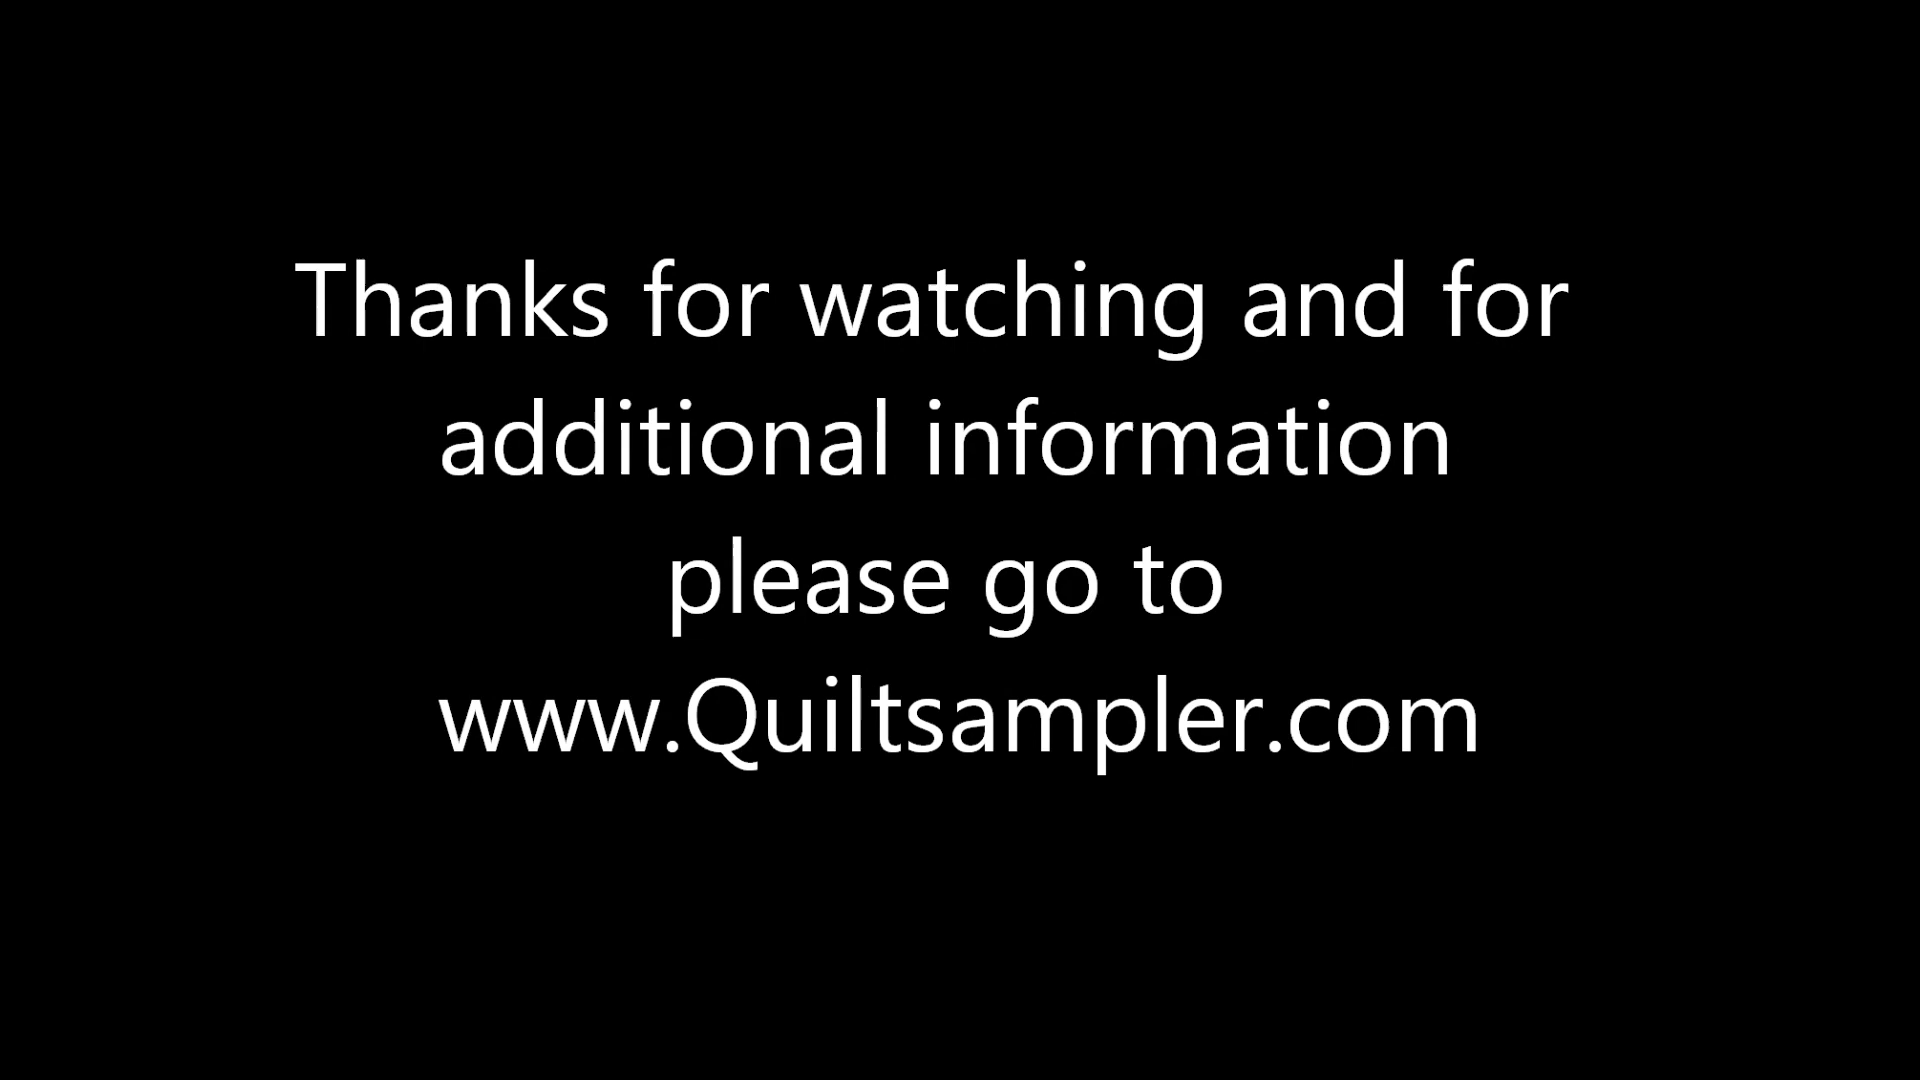 Thanks for watching and for
additional information
please go to
www.Quiltsampler.com